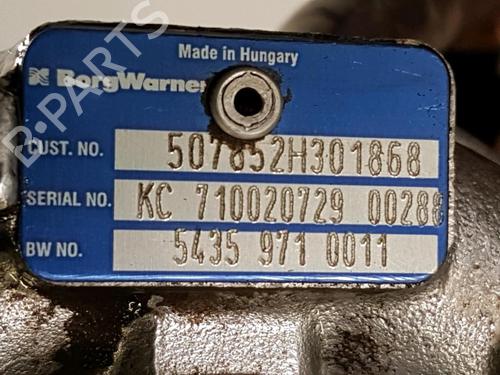 B-PARTS
Made in Hungary
BorgWarner
CUST. NO. 507852H301868
SERIAL NO. KC 710020729 00288
BW NO. 5435 971 0011